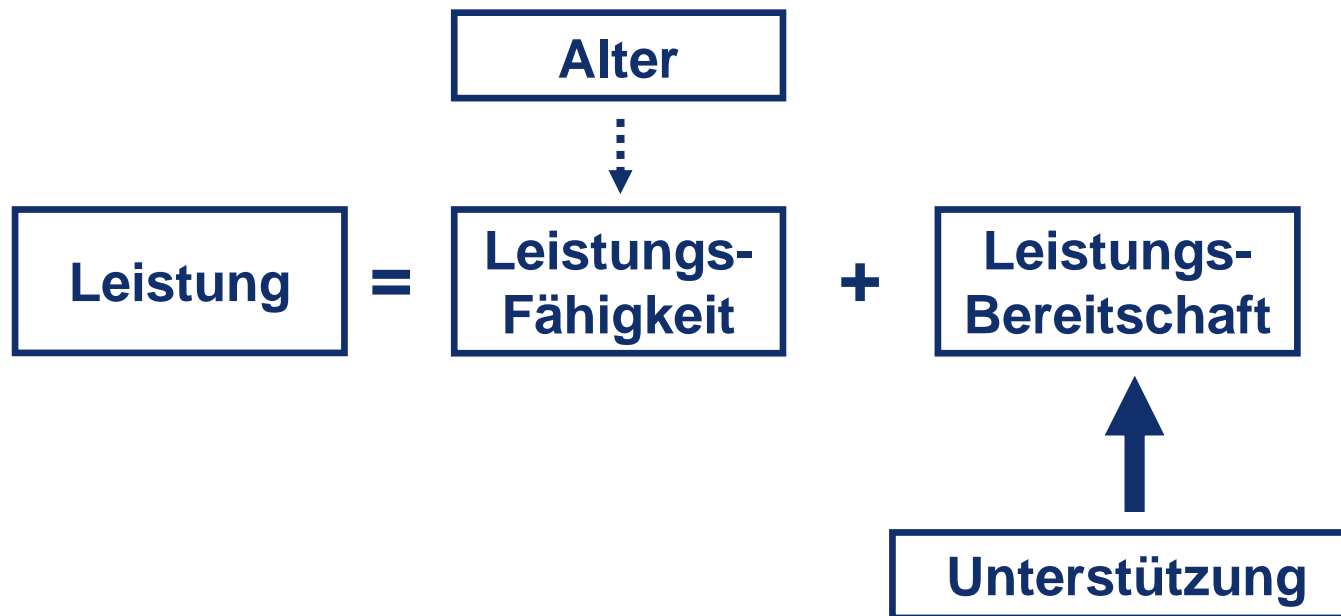 Alter
Leistung
=
Leistungs-
Fähigkeit
+
Leistungs-
Bereitschaft
Unterstützung